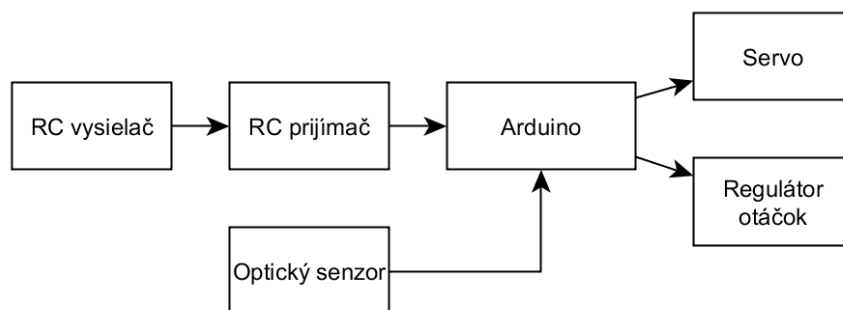 Servo
RC vysielač
RC prijímač
Arduino
Regulátor
otáčok
Optický senzor